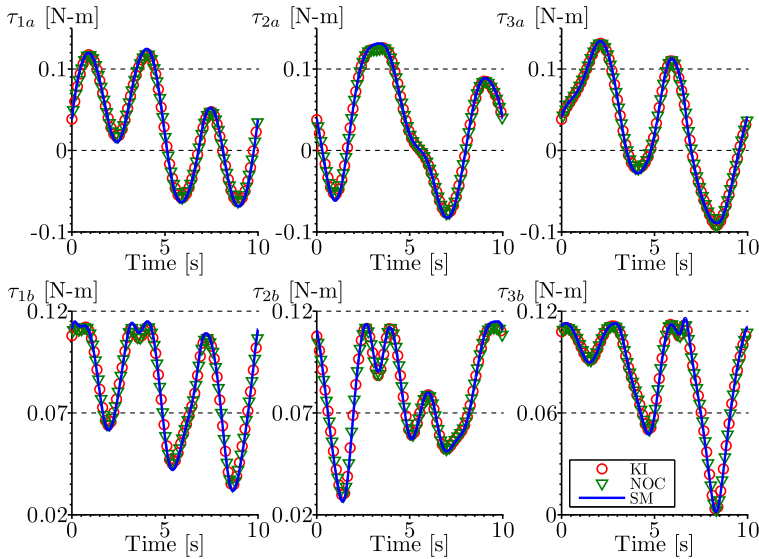 τ1a [N-m] τ2a [N-m] τ3a [N-m]
0.1 0.1 0.1
0 0 0
-0.1 -0.1 -0.1
0 5 10 0 5 10 0 5 10
Time [s] Time [s] Time [s]
τ1b [N-m] τ2b [N-m] τ3b [N-m]
0.12 0.12 0.12
0.07 0.07 0.06
KI
NOC
SM
0.02 0.02 0
0 5 10 0 5 10 0 5 10
Time [s] Time [s] Time [s]